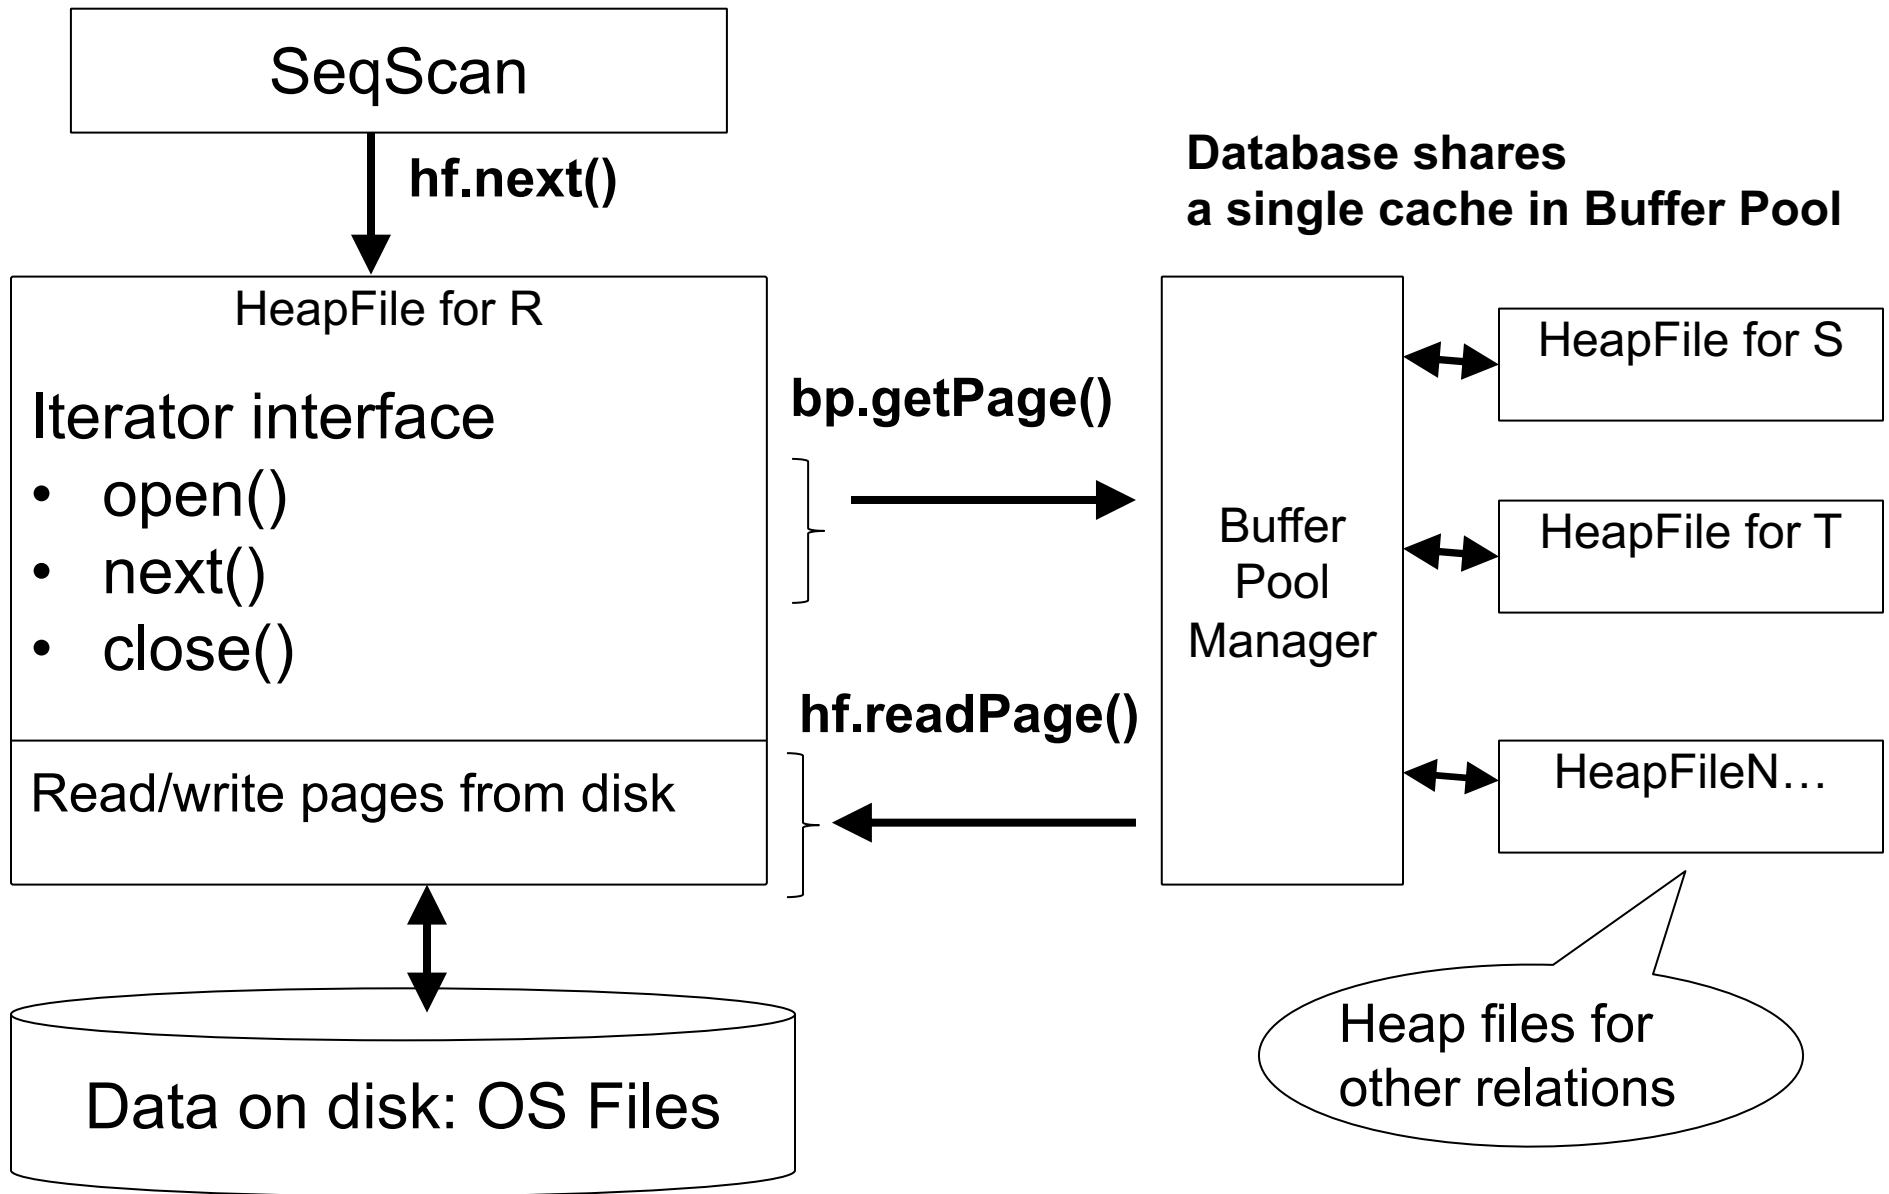 SeqScan
hf.next()
Database shares
a single cache in Buffer Pool
HeapFile for R
Iterator interface
• open()
• next()
• close()
Read/write pages from disk
bp.getPage()
hf.readPage()
Buffer
Pool
Manager
HeapFile for S
HeapFile for T
HeapFileN…
Heap files for
other relations
Data on disk: OS Files